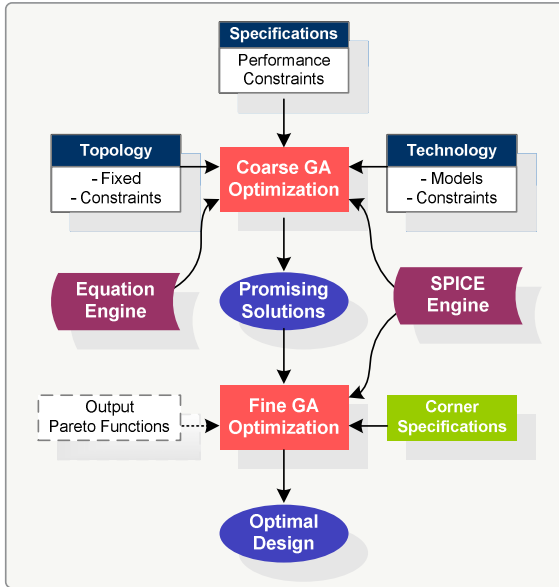 Specifications
Performance
Constraints
Topology
- Fixed
- Constraints
Coarse GA
Optimization
Technology
- Models
- Constraints
Equation
Engine
Promising
Solutions
SPICE
Engine
Output
Pareto Functions
Fine GA
Optimization
Corner
Specifications
Optimal
Design